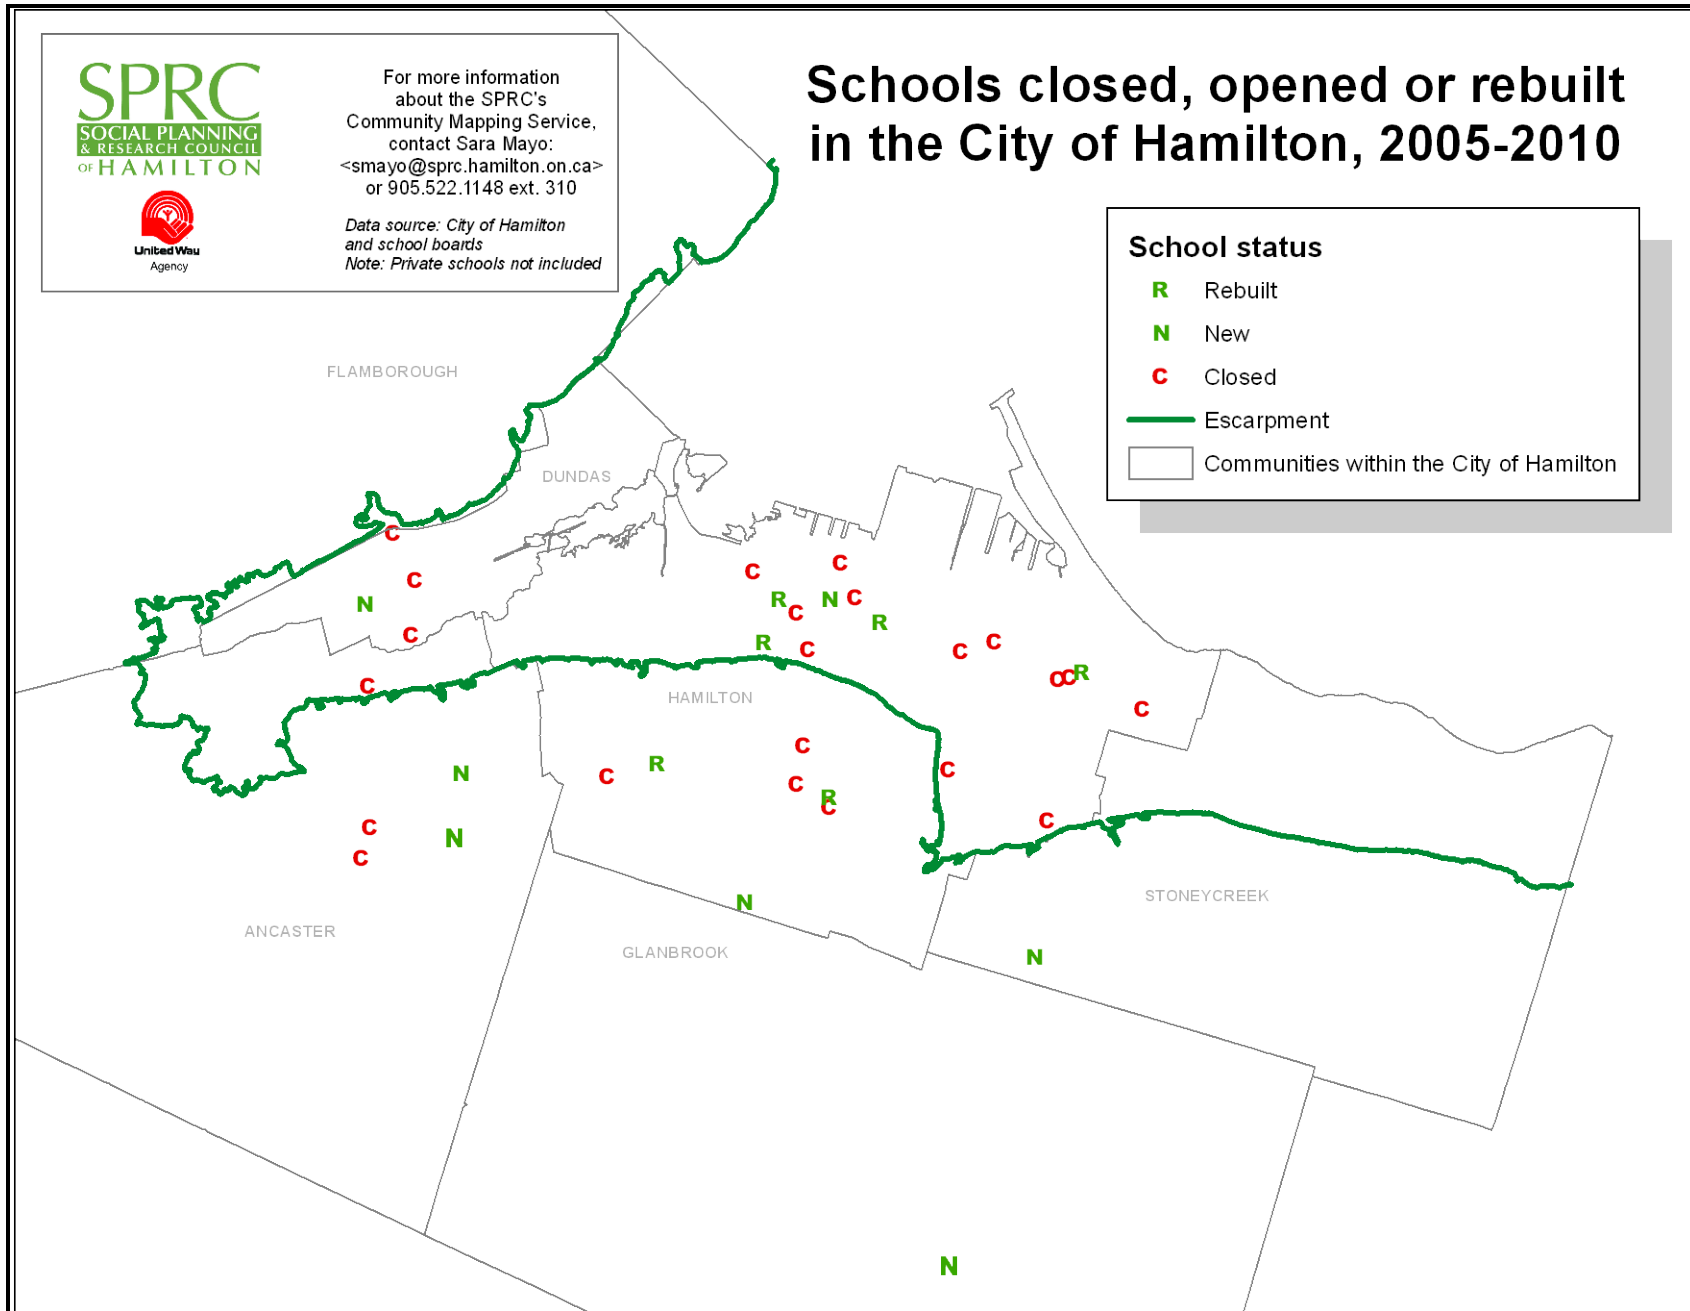 SPRC
SOCIAL PLANNING
& RESEARCH COUNCIL
OF HAMILTON
United Way
Agency
For more information
about the SPRC's
Community Mapping Service,
contact Sara Mayo:
<smayo@sprc.hamilton.on.ca>
or 905.522.1148 ext. 310
Data source: City of Hamilton
and school boards
Note: Private schools not included
Schools closed, opened or rebuilt
in the City of Hamilton, 2005-2010
School status
R Rebuilt
N New
C Closed
Escarpment
Communities within the City of Hamilton
FLAMBOROUGH
DUNDAS
C
C
C
C
N
R
N
C
C
R
C
R
C
C
C
C
C
C
R
C
HAMILTON
C
C
R
C
C
N
C
R
C
C
C
N
C
STONEYCREEK
N
ANCASTER
GLANBROOK
N
N